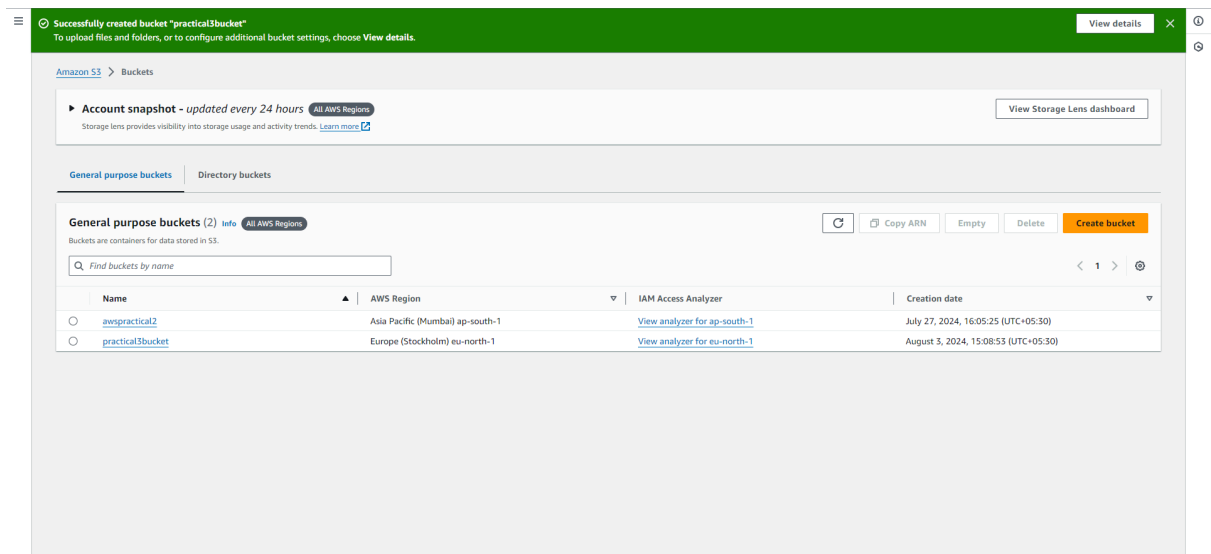 Successfully created bucket "practical3bucket"
To upload files and folders, or to configure additional bucket settings, choose View details.
View details
Amazon S3 > Buckets
Account snapshot - updated every 24 hours All AWS Regions
Storage lens provides visibility into storage usage and activity trends. Learn more
View Storage Lens dashboard
General purpose buckets Directory buckets
General purpose buckets (2) Info All AWS Regions
Buckets are containers for data stored in S3.
Copy ARN Empty Delete Create bucket
Find buckets by name
< 1 >
Name AWS Region IAM Access Analyzer Creation date
awspractical2 Asia Pacific (Mumbai) ap-south-1 View analyzer for ap-south-1 July 27, 2024, 16:05:25 (UTC+05:30)
practical3bucket Europe (Stockholm) eu-north-1 View analyzer for eu-north-1 August 3, 2024, 15:08:53 (UTC+05:30)